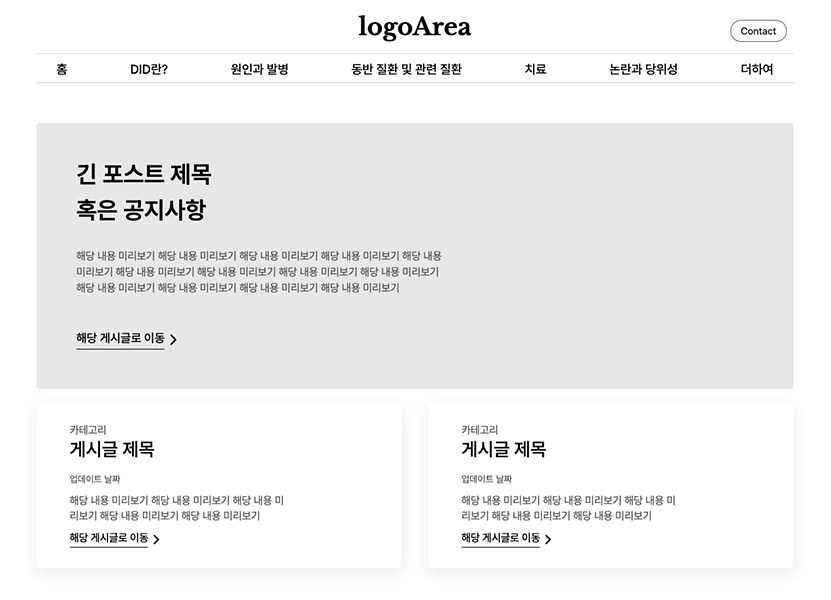 logoArea
Contact
홈 DID란? 원인과 발병 동반 질환 및 관련 질환 치료 논란과 당위성 더하여
긴 포스트 제목
혹은 공지사항
해당 내용 미리보기 해당 내용 미리보기 해당 내용 미리보기 해당 내용 미리보기 해당 내용
미리보기 해당 내용 미리보기 해당 내용 미리보기 해당 내용 미리보기 해당 내용 미리보기
해당 내용 미리보기 해당 내용 미리보기 해당 내용 미리보기 해당 내용 미리보기
해당 게시글로 이동
카테고리
게시글 제목
업데이트 날짜
해당 내용 미리보기 해당 내용 미리보기 해당 내용 미
리보기 해당 내용 미리보기 해당 내용 미리보기
해당 게시글로 이동
카테고리
게시글 제목
업데이트 날짜
해당 내용 미리보기 해당 내용 미리보기 해당 내용 미
리보기 해당 내용 미리보기 해당 내용 미리보기
해당 게시글로 이동